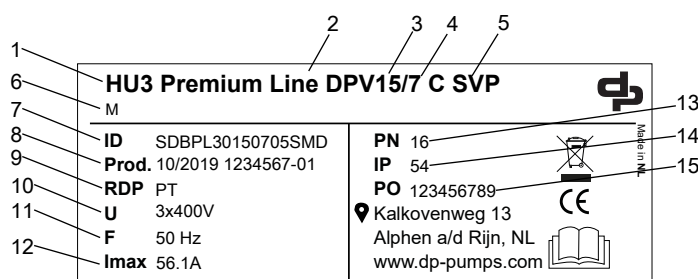 2 3 4 5
1 HU3 Premium Line DPV15/7 C SVP dp
6 M
7 ID SDBPL30150705SMD PN 16 13
8 Prod. 10/2019 1234567-01 IP 54 14
9 RDP PT PO 123456789 15
10 U 3x400V Kalkovenweg 13 CE
11 F 50 Hz Alphen a/d Rijn, NL
12 Imax 56.1A www.dp-pumps.com
Made in NL